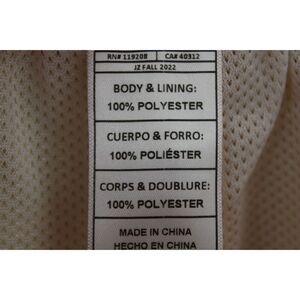 RN# 119208 CA# 40312
JZ FALL 2022
BODY & LINING:
100% POLYESTER
CUERPO & FORRO:
100% POLIÉSTER
CORPS & DOUBLURE:
100% POLYESTER
MADE IN CHINA
HECHO EN CHINA